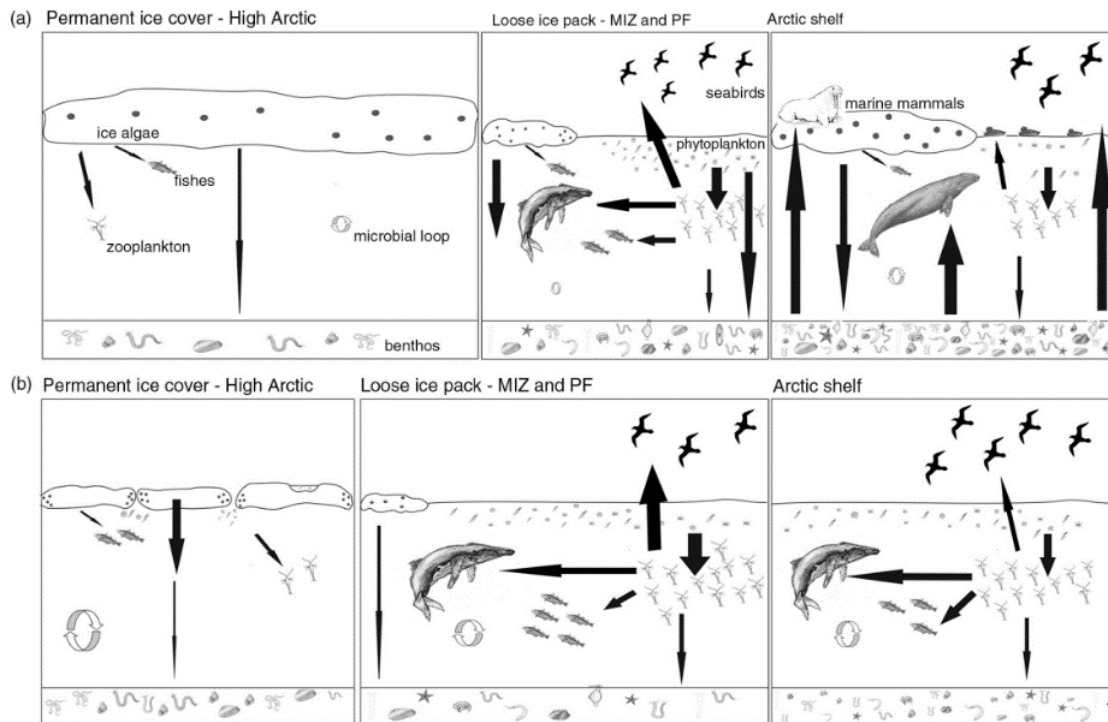 (a) Permanent ice cover - High Arctic
Loose ice pack - MIZ and PF
Arctic shelf
ice algae
fishes
zooplankton
microbial loop
benthos
seabirds
phytoplankton
marine mammals
(b) Permanent ice cover - High Arctic
Loose ice pack - MIZ and PF
Arctic shelf